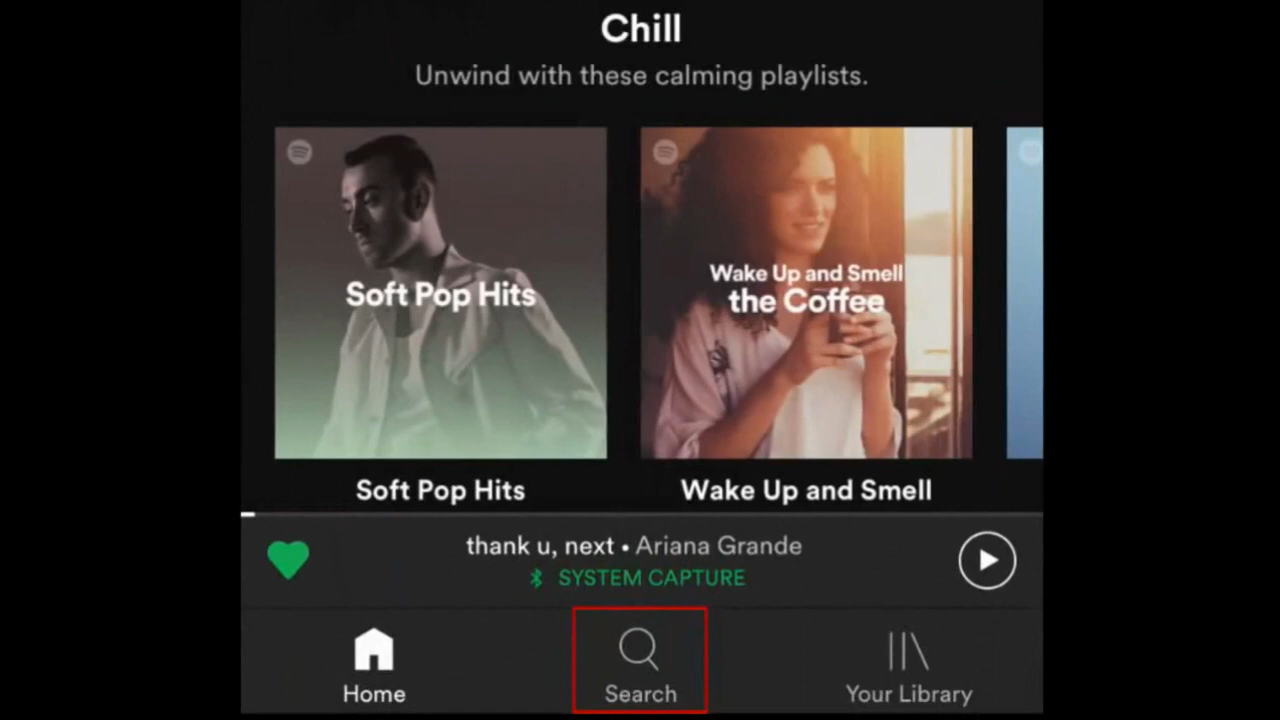 Chill
Unwind with these calming playlists.
Soft Pop Hits
Wake Up and Smell
the Coffee
Soft Pop Hits
Wake Up and Smell
thank u, next • Ariana Grande
SYSTEM CAPTURE
Home
Search
Your Library